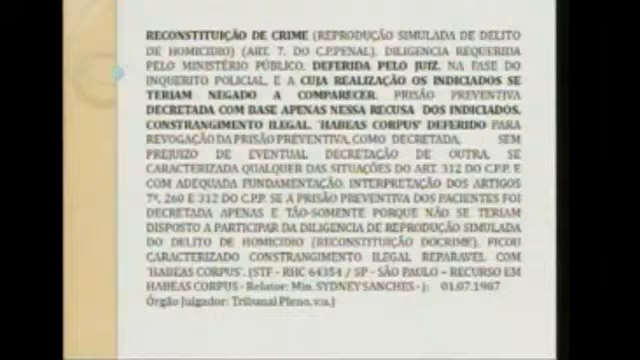 RECONSTITUIÇÃO DE CRIME (REPRODUÇÃO SIMULADA DE DELITO
DE HOMICIDIO) (ART. 7. DO C.P.PENAL). DILIGENCIA REQUERIDA
PELO MINISTÉRIO PÚBLICO, DEFERIDA PELO JUIZ, NA FASE DO
INQUERITO POLICIAL, E A CUJA REALIZAÇÃO OS INDICIADOS SE
TERIAM NEGADO A COMPARECER. PRISÃO PREVENTIVA
DECRETADA COM BASE APENAS NESSA RECUSA DOS INDICIADOS.
CONSTRANGIMENTO ILEGAL. 'HABEAS CORPUS' DEFERIDO PARA
REVOGAÇÃO DA PRISÃO PREVENTIVA, COMO DECRETADA, SEM
PREJUIZO DE EVENTUAL DECRETAÇÃO DE OUTRA, SE
CARACTERIZADA QUALQUER DAS SITUAÇÕES DO ART. 312 DO C.P.P. E
COM ADEQUADA FUNDAMENTAÇÃO. INTERPRETAÇÃO DOS ARTIGOS
7º, 260 E 312 DO C.P.P. SE A PRISÃO PREVENTIVA DOS PACIENTES FOI
DECRETADA APENAS E TÃO-SOMENTE PORQUE NÃO SE TERIAM
DISPOSTO A PARTICIPAR DA DILIGENCIA DE REPRODUÇÃO SIMULADA
DO DELITO DE HOMICIDIO (RECONSTITUIÇÃO DOCRIME), FICOU
CARACTERIZADO CONSTRANGIMENTO ILEGAL REPARAVEL COM
'HABEAS CORPUS'. (STF - RHC 64354 / SP - SÃO PAULO – RECURSO EM
HABEAS CORPUS - Relator: Min. SYDNEY SANCHES - j: 01.07.1987
Órgão Julgador: Tribunal Pleno, v.u.)